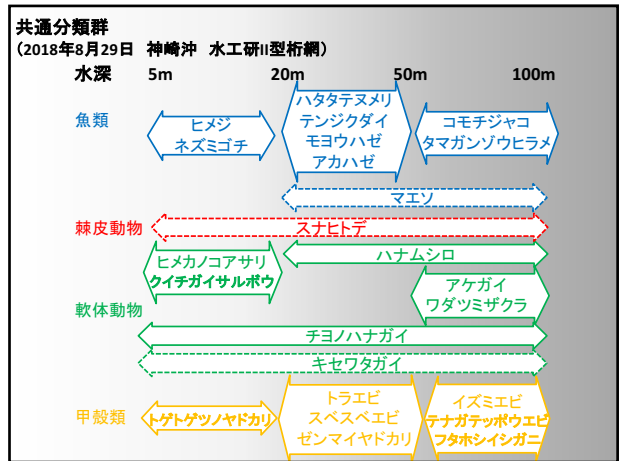 共通分類群
(2018年8月29日 神崎沖 水工研II型桁網)
水深 5m 20m 50m 100m
魚類
ヒメジ
ネズミゴチ
ハタタテヌメリ
テンジクダイ
モヨウハゼ
アカハゼ
コモチジャコ
タマガンゾウヒラメ
マエソ
棘皮動物
スナヒトデ
軟体動物
ヒメカノコアサリ
クイチガイサルボウ
ハナムシロ
アケガイ
ワダツミザクラ
チヨノハナガイ
キセワタガイ
甲殻類
トゲトゲツノヤドカリ
トラエビ
スベスベエビ
ゼンマイヤドカリ
イズミエビ
テナガテッポウエビ
フタホシイシガニ